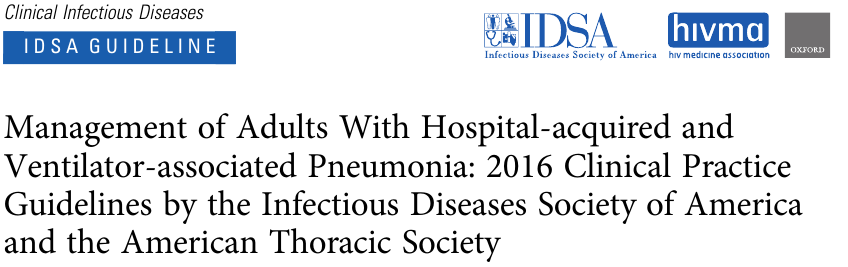 Clinical Infectious Diseases
IDSA GUIDELINE
IDSA
Infectious Diseases Society of America
hivma
hiv medicine association
OXFORD
Management of Adults With Hospital-acquired and
Ventilator-associated Pneumonia: 2016 Clinical Practice
Guidelines by the Infectious Diseases Society of America
and the American Thoracic Society